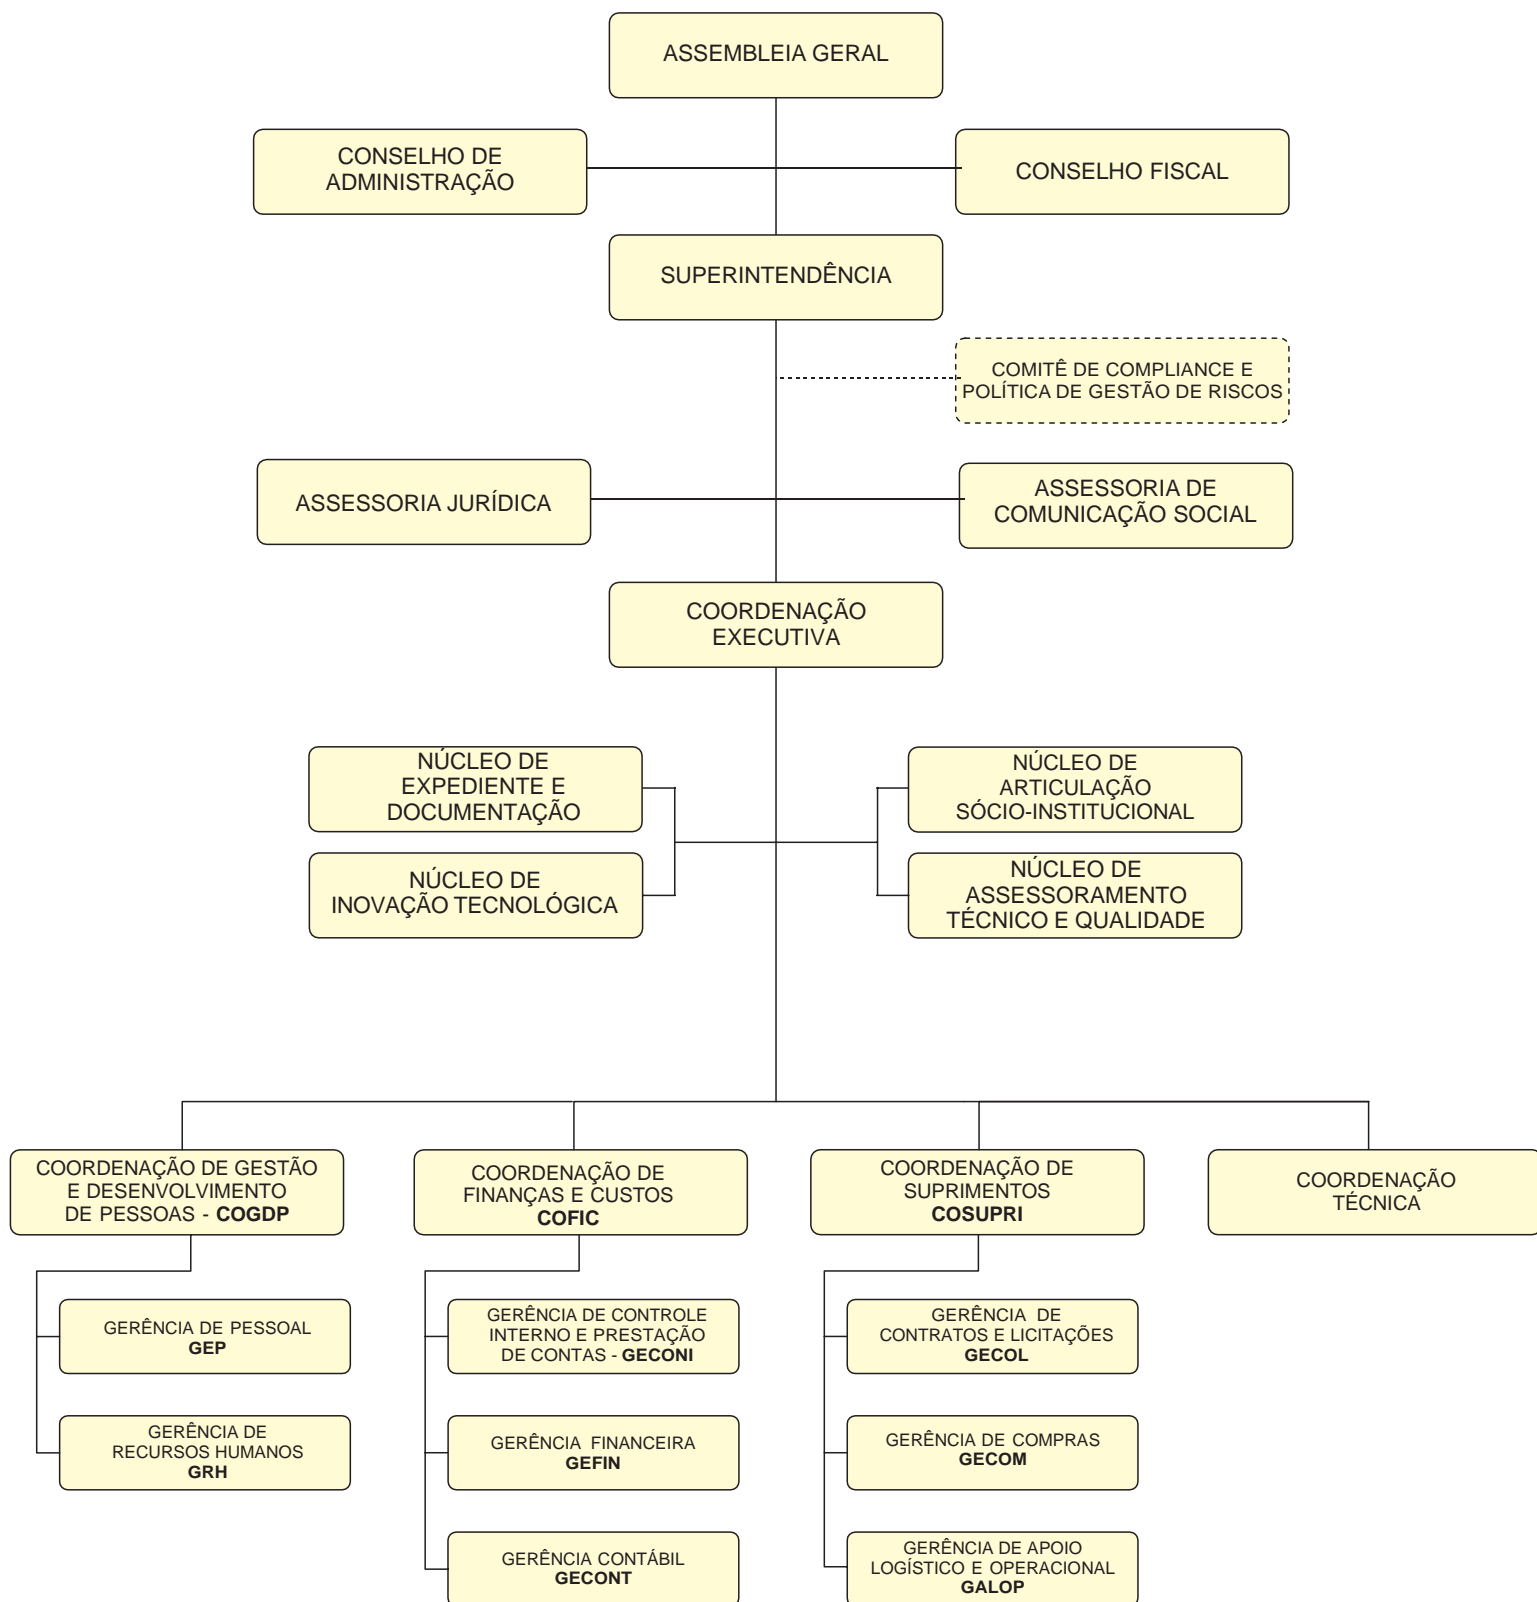 ASSEMBLEIA GERAL
CONSELHO DE
ADMINISTRAÇÃO
CONSELHO FISCAL
SUPERINTENDÊNCIA
COMITÊ DE COMPLIANCE E
POLÍTICA DE GESTÃO DE RISCOS
ASSESSORIA JURÍDICA
ASSESSORIA DE
COMUNICAÇÃO SOCIAL
COORDENAÇÃO
EXECUTIVA
NÚCLEO DE
EXPEDIENTE E
DOCUMENTAÇÃO
NÚCLEO DE
ARTICULAÇÃO
SÓCIO-INSTITUCIONAL
NÚCLEO DE
INOVAÇÃO TECNOLÓGICA
NÚCLEO DE
ASSESSORAMENTO
TÉCNICO E QUALIDADE
COORDENAÇÃO DE GESTÃO
E DESENVOLVIMENTO
DE PESSOAS - COGDP
COORDENAÇÃO DE
FINANÇAS E CUSTOS
COFIC
COORDENAÇÃO DE
SUPRIMENTOS
COSUPRI
COORDENAÇÃO
TÉCNICA
GERÊNCIA DE PESSOAL
GEP
GERÊNCIA DE CONTROLE
INTERNO E PRESTAÇÃO
DE CONTAS - GECONI
GERÊNCIA DE
CONTRATOS E LICITAÇÕES
GECOL
GERÊNCIA DE
RECURSOS HUMANOS
GRH
GERÊNCIA FINANCEIRA
GEFIN
GERÊNCIA DE COMPRAS
GECOM
GERÊNCIA CONTÁBIL
GECONT
GERÊNCIA DE APOIO
LOGÍSTICO E OPERACIONAL
GALOP